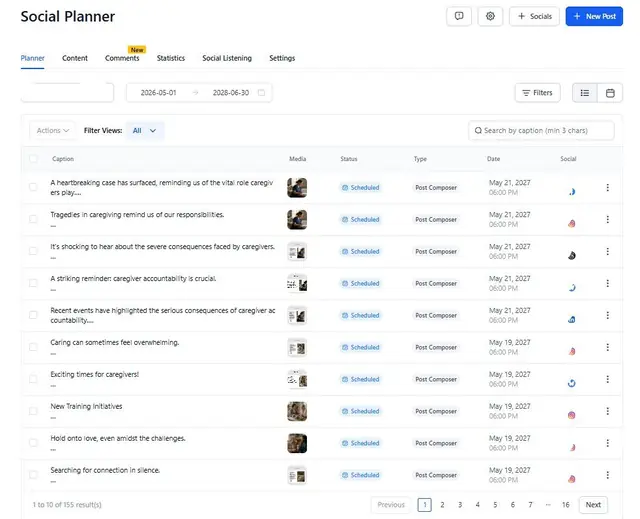 Social Planner
+ Socials
+ New Post
New
Planner Content Comments Statistics Social Listening Settings
2026-05-01 → 2028-06-30
Filters
Actions Filter Views: All
Search by caption (min 3 chars)
Caption Media Status Type Date Social
A heartbreaking case has surfaced, reminding us of the vital role caregiv
ers play.... Scheduled Post Composer May 21, 2027
06:00 PM
Tragedies in caregiving remind us of our responsibilities.
... Scheduled Post Composer May 21, 2027
06:00 PM
It's shocking to hear about the severe consequences faced by caregivers.
... Scheduled Post Composer May 21, 2027
06:00 PM
A striking reminder: caregiver accountability is crucial.
... Scheduled Post Composer May 21, 2027
06:00 PM
Recent events have highlighted the serious consequences of caregiver ac
countability.... Scheduled Post Composer May 21, 2027
06:00 PM
Caring can sometimes feel overwhelming.
... Scheduled Post Composer May 19, 2027
06:00 PM
Exciting times for caregivers!
... Scheduled Post Composer May 19, 2027
06:00 PM
New Training Initiatives
... Scheduled Post Composer May 19, 2027
06:00 PM
Hold onto love, even amidst the challenges.
... Scheduled Post Composer May 19, 2027
06:00 PM
Searching for connection in silence.
... Scheduled Post Composer May 19, 2027
06:00 PM
1 to 10 of 155 result(s)
Previous 1 2 3 4 5 6 7 ... 16 Next